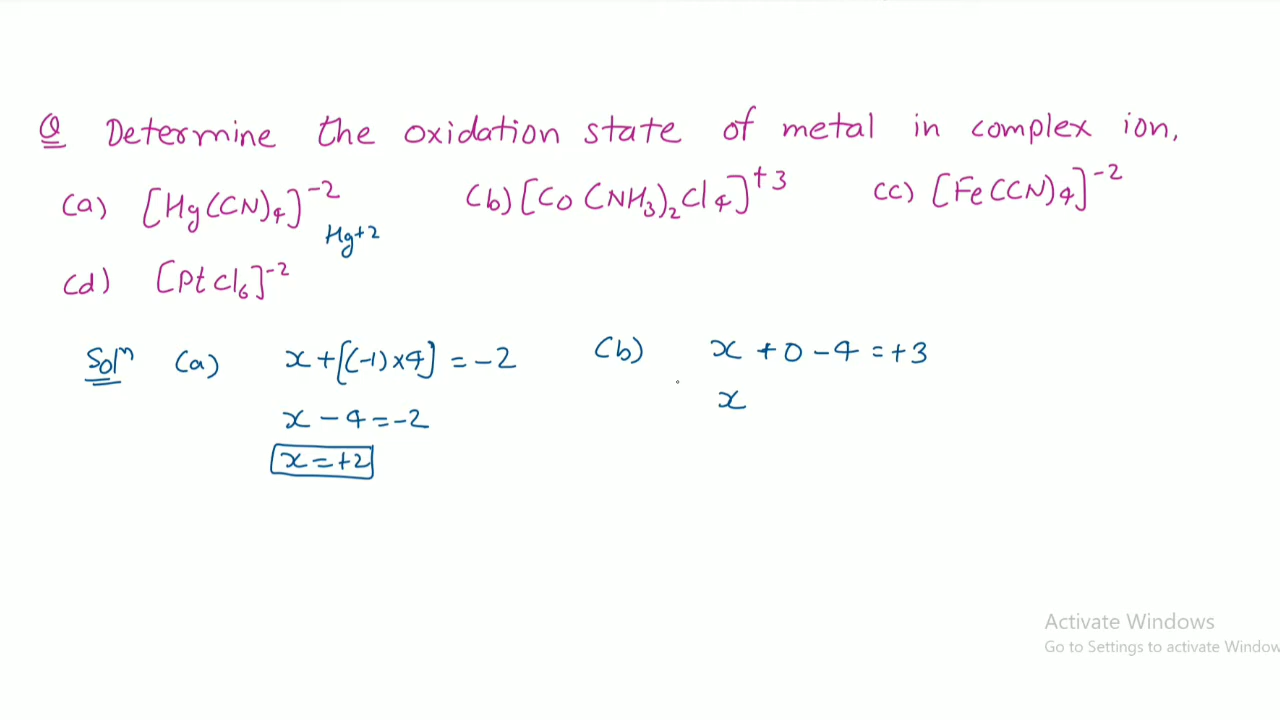 Q Determine the oxidation state of metal in complex ion,
(a) [Hg(CN)₄]⁻² (b) [Co(NH₃)₂Cl₄]⁺³ (c) [Fe(CN)₄]⁻²
Hg+2
(d) [PtCl₆]⁻²
Solⁿ (a) x+[(-1)×4] = -2 (b) x + 0 - 4 = +3
x - 4 = -2 x
x = +2
Activate Windows
Go to Settings to activate Window